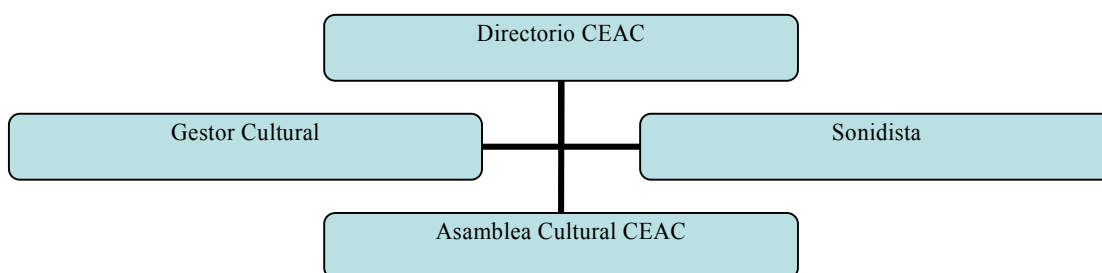 Directorio CEAC
Gestor Cultural
Sonidista
Asamblea Cultural CEAC